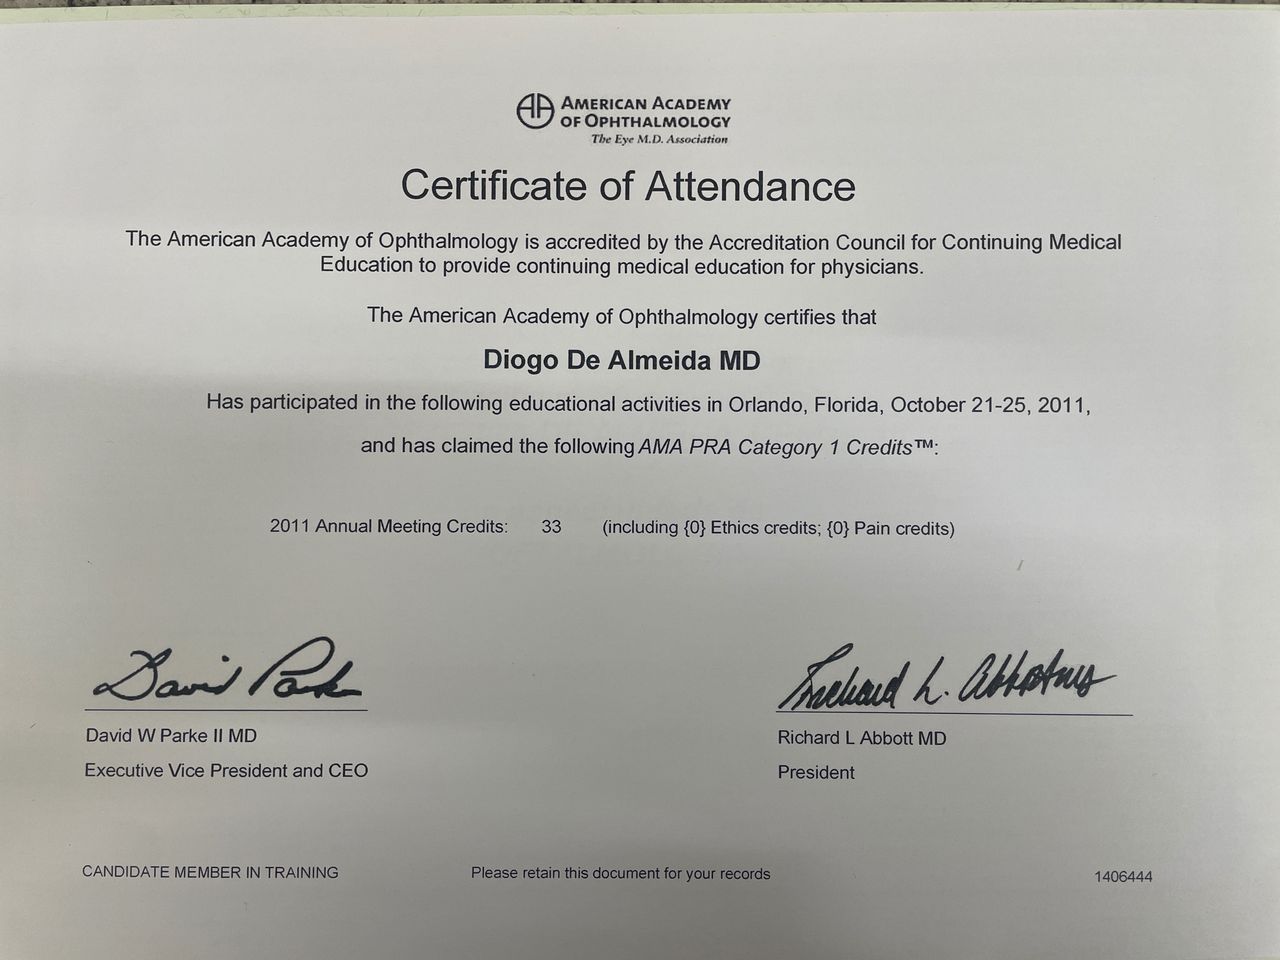 AMERICAN ACADEMY
OF OPHTHALMOLOGY
The Eye M.D. Association
Certificate of Attendance
The American Academy of Ophthalmology is accredited by the Accreditation Council for Continuing Medical
Education to provide continuing medical education for physicians.
The American Academy of Ophthalmology certifies that
Diogo De Almeida MD
Has participated in the following educational activities in Orlando, Florida, October 21-25, 2011,
and has claimed the following AMA PRA Category 1 Credits™:
2011 Annual Meeting Credits: 33 (including {0} Ethics credits; {0} Pain credits)
David Parke
Richard L. Abbott
David W Parke II MD
Richard L Abbott MD
Executive Vice President and CEO
President
CANDIDATE MEMBER IN TRAINING
Please retain this document for your records
1406444